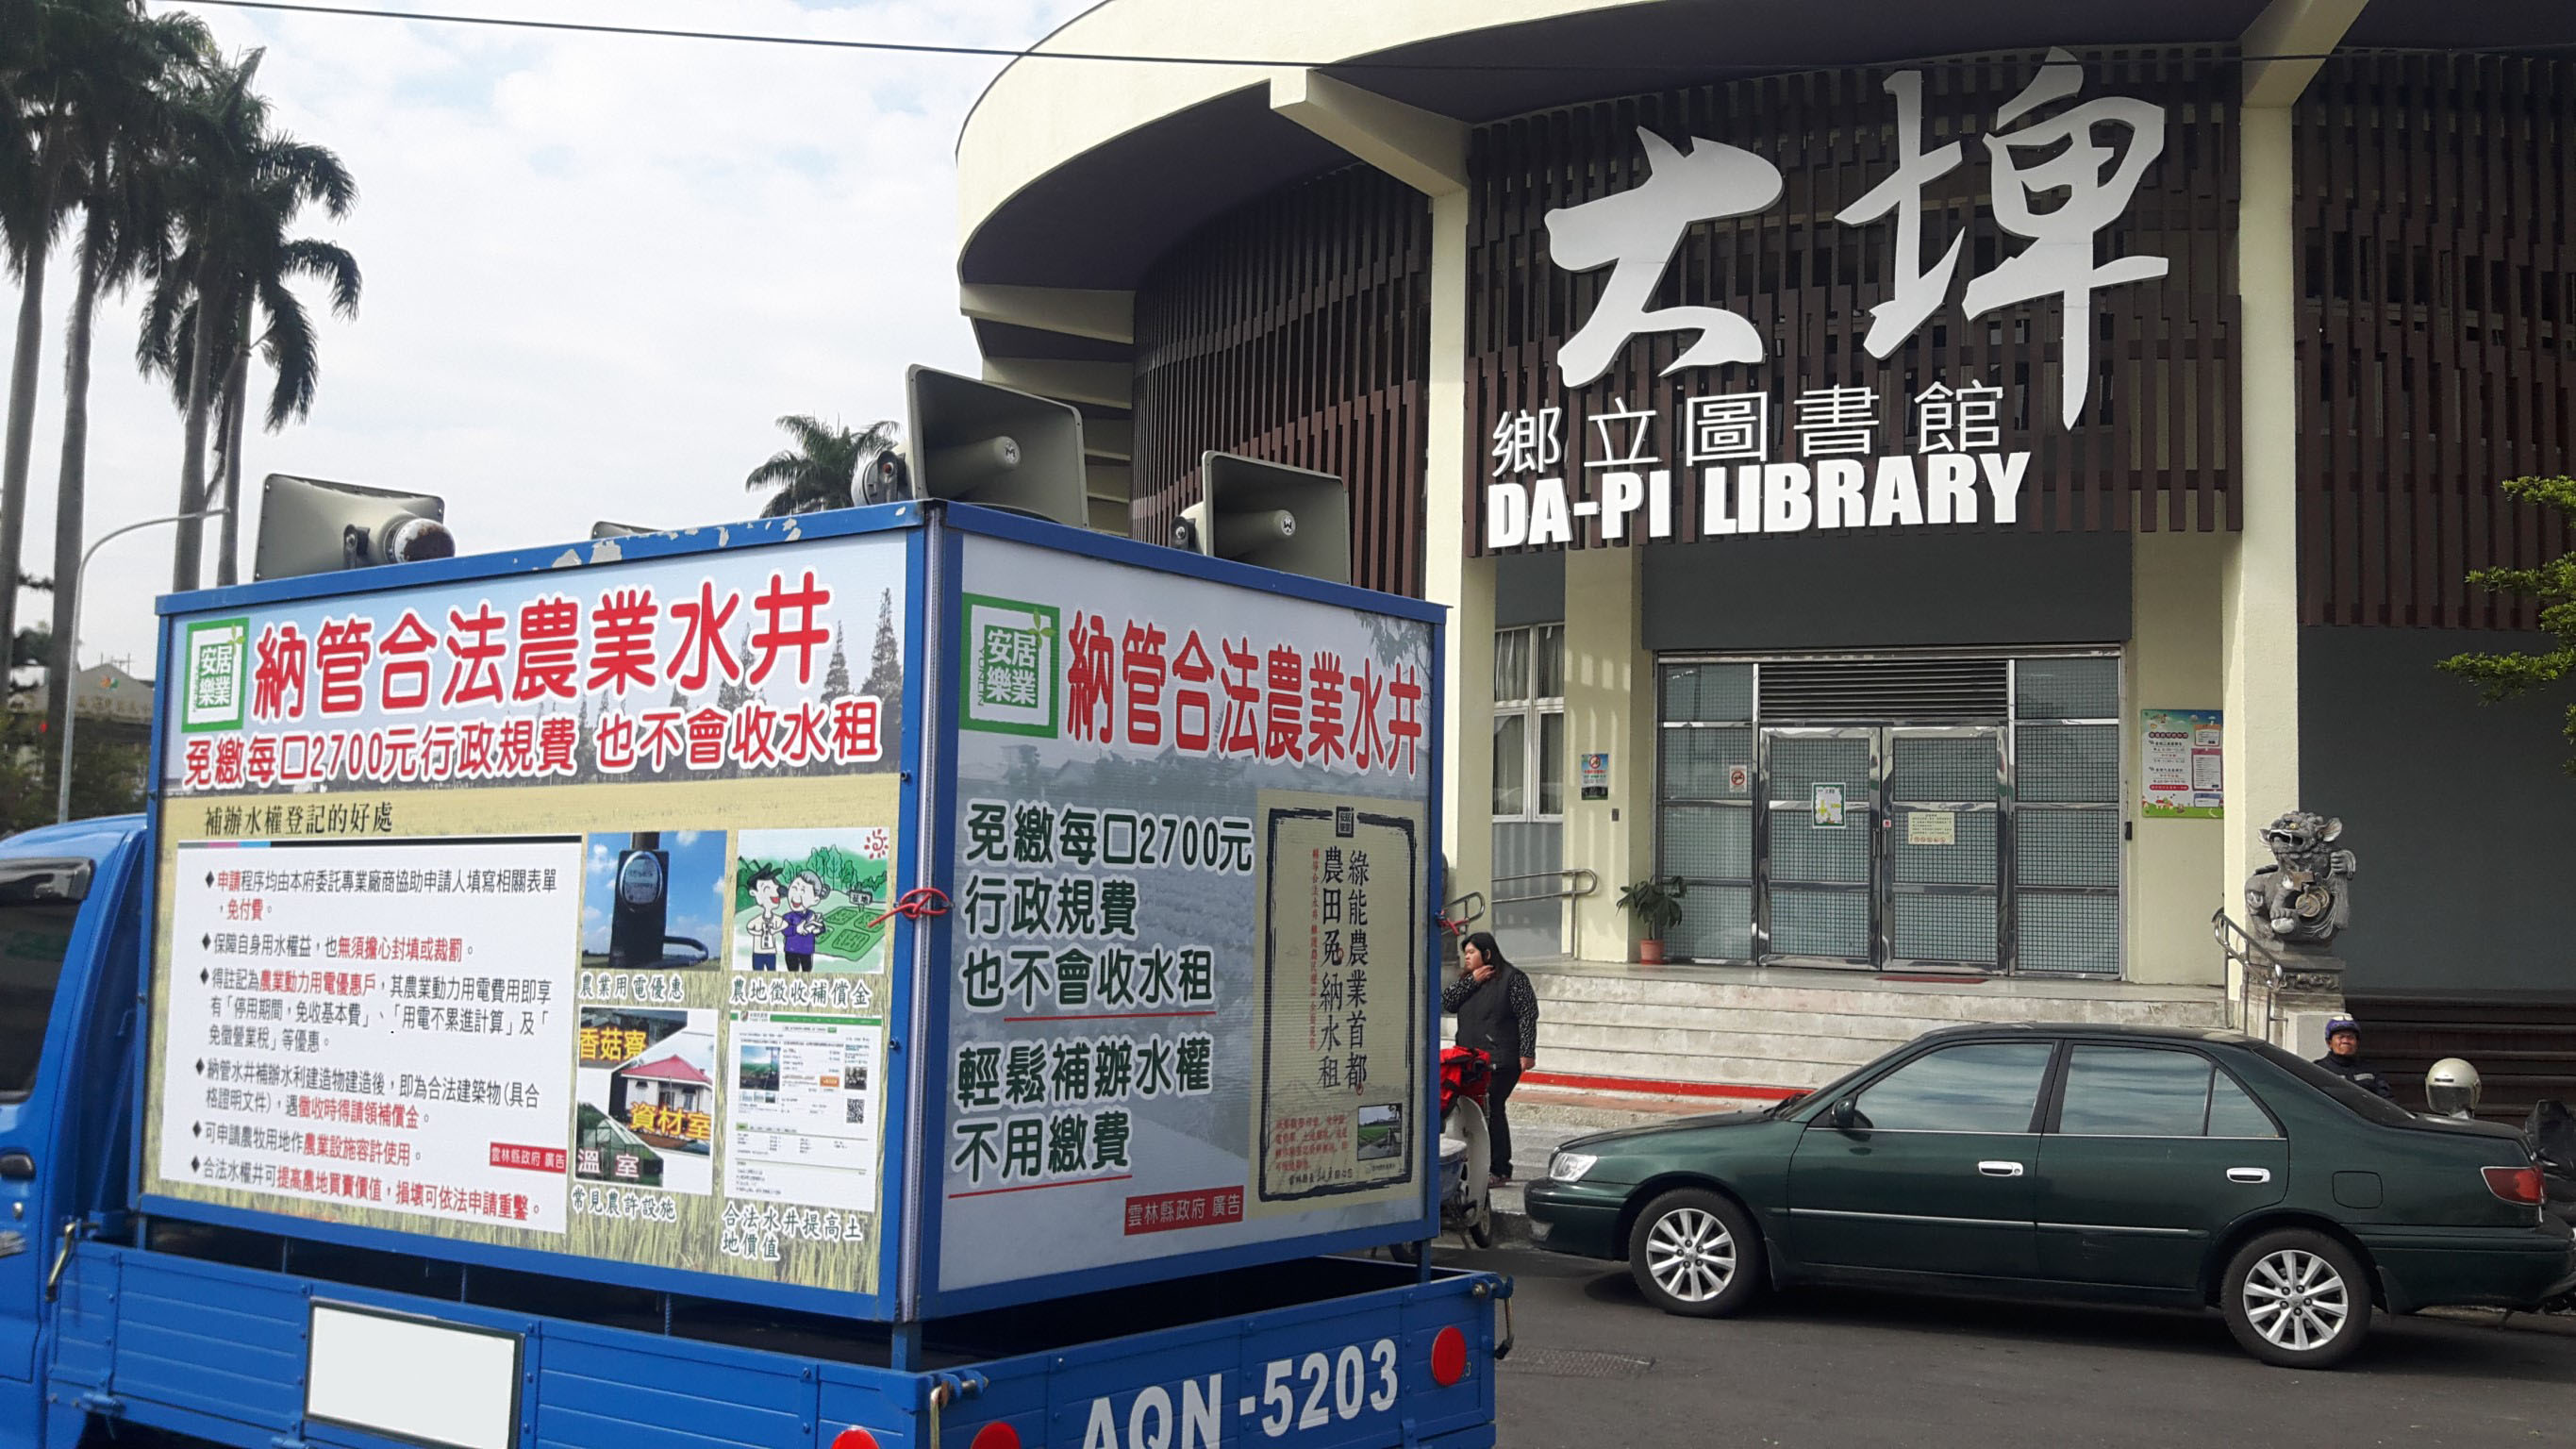 大埤
鄉立圖書館
DA-PI LIBRARY
安居
樂業
納管合法農業水井
免繳每口2700元行政規費 也不會收水租
補辦水權登記的好處
◆申請程序均由本府委託專業廠商協助申請人填寫相關表單
，免付費。
◆保障自身用水權益，也無須擔心封填或裁罰。
◆得註記為農業動力用電優惠戶，其農業動力用電費用即享
有「停用期間，免收基本費」、「用電不累進計算」及「
免徵營業稅」等優惠。
◆納管水井補辦水利建造物建造後，即為合法建築物(具合
格證明文件)，遇徵收時得請領補償金。
◆可申請農牧用地作農業設施容許使用。
◆合法水權井可提高農地買賣價值，損壞可依法申請重鑿。
雲林縣政府 廣告
農業用電優惠
農地徵收補償金
香菇寮
資材室
溫室
常見農許設施
合法水井提高土
地價值
安居
樂業
納管合法農業水井
免繳每口2700元
行政規費
也不會收水租
輕鬆補辦水權
不用繳費
綠能農業首都
農田免納水租
雲林縣政府 廣告
AQN-5203